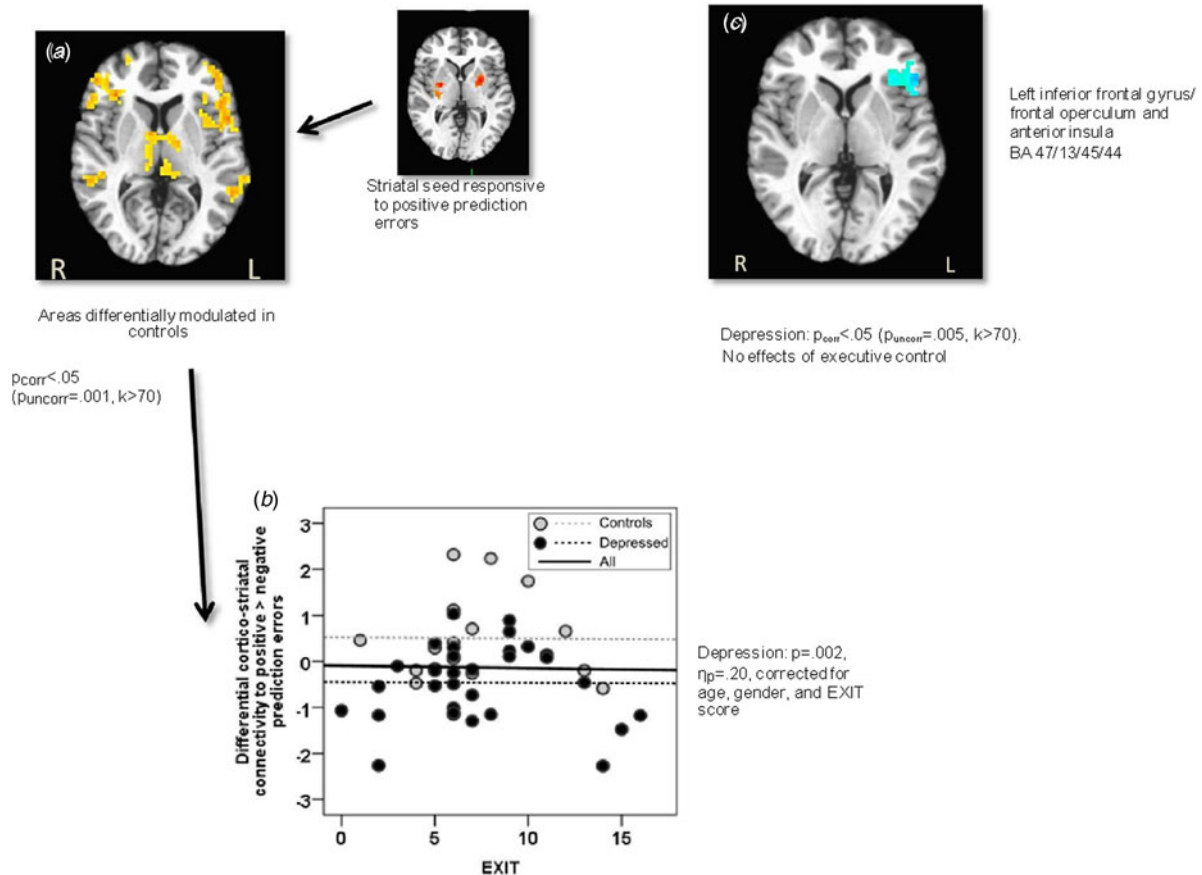 (a)
R L
Areas differentially modulated in
controls
pcorr<.05
(puncorr=.001, k>70)
Striatal seed responsive
to positive prediction
errors
(c)
R L
Left inferior frontal gyrus/
frontal operculum and
anterior insula
BA 47/13/45/44
Depression: pcorr<.05 (puncorr=.005, k>70).
No effects of executive control
(b)
Differential cortico-striatal
connectivity to positive > negative
prediction errors
3
2
1
0
-1
-2
-3
0 5 10 15
EXIT
Controls
Depressed
All
Depression: p=.002,
ηp=.20, corrected for
age, gender, and EXIT
score